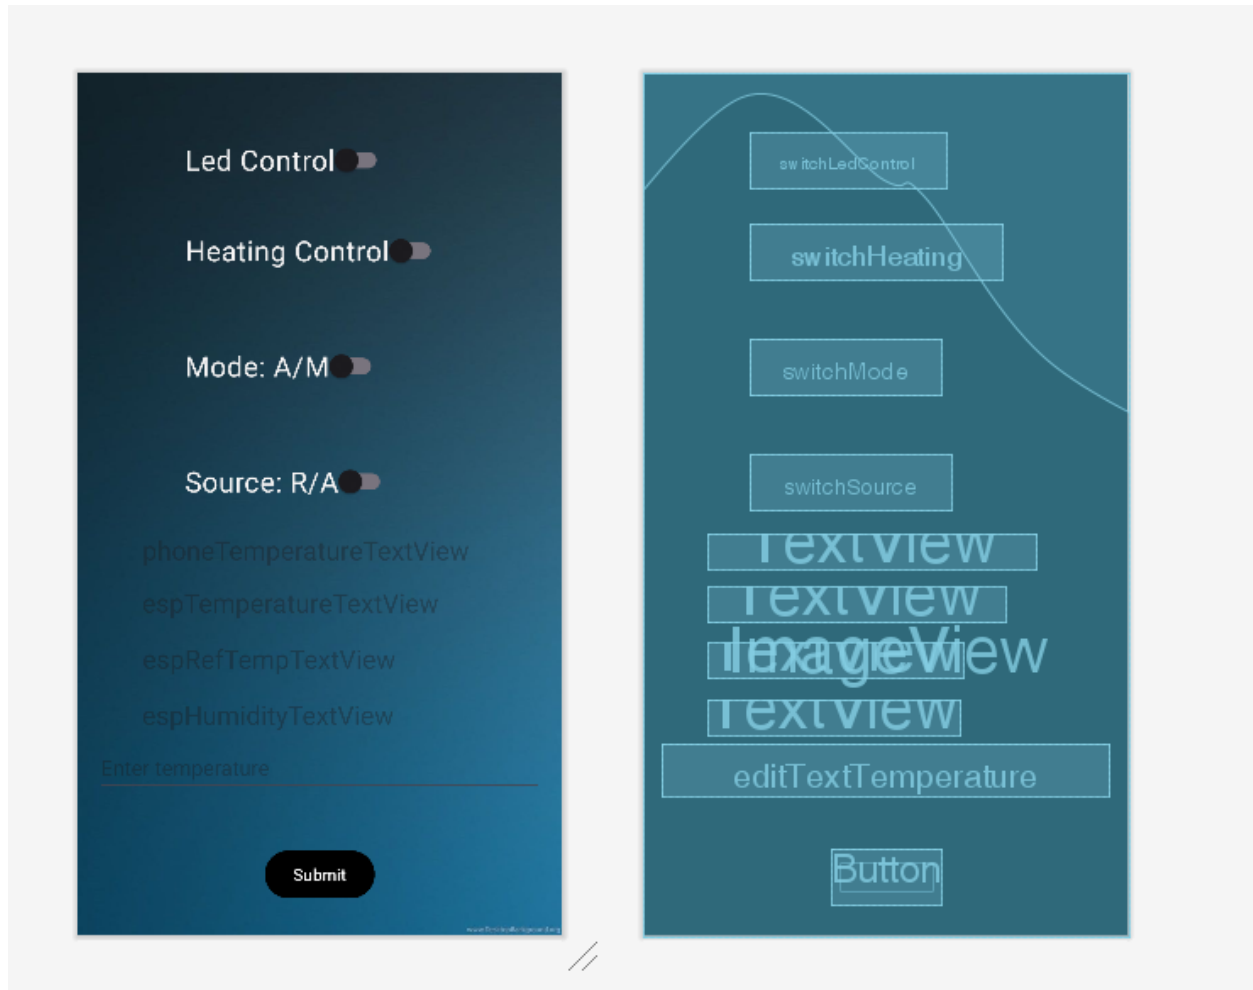 Led Control
Heating Control
Mode: A/M
Source: R/A
phoneTemperatureTextView
espTemperatureTextView
espRefTempTextView
espHumidityTextView
Enter temperature
Submit
switchLedControl
switchHeating
switchMode
switchSource
TextView
TextView
ImageView
TextView
TextView
editTextTemperature
Button